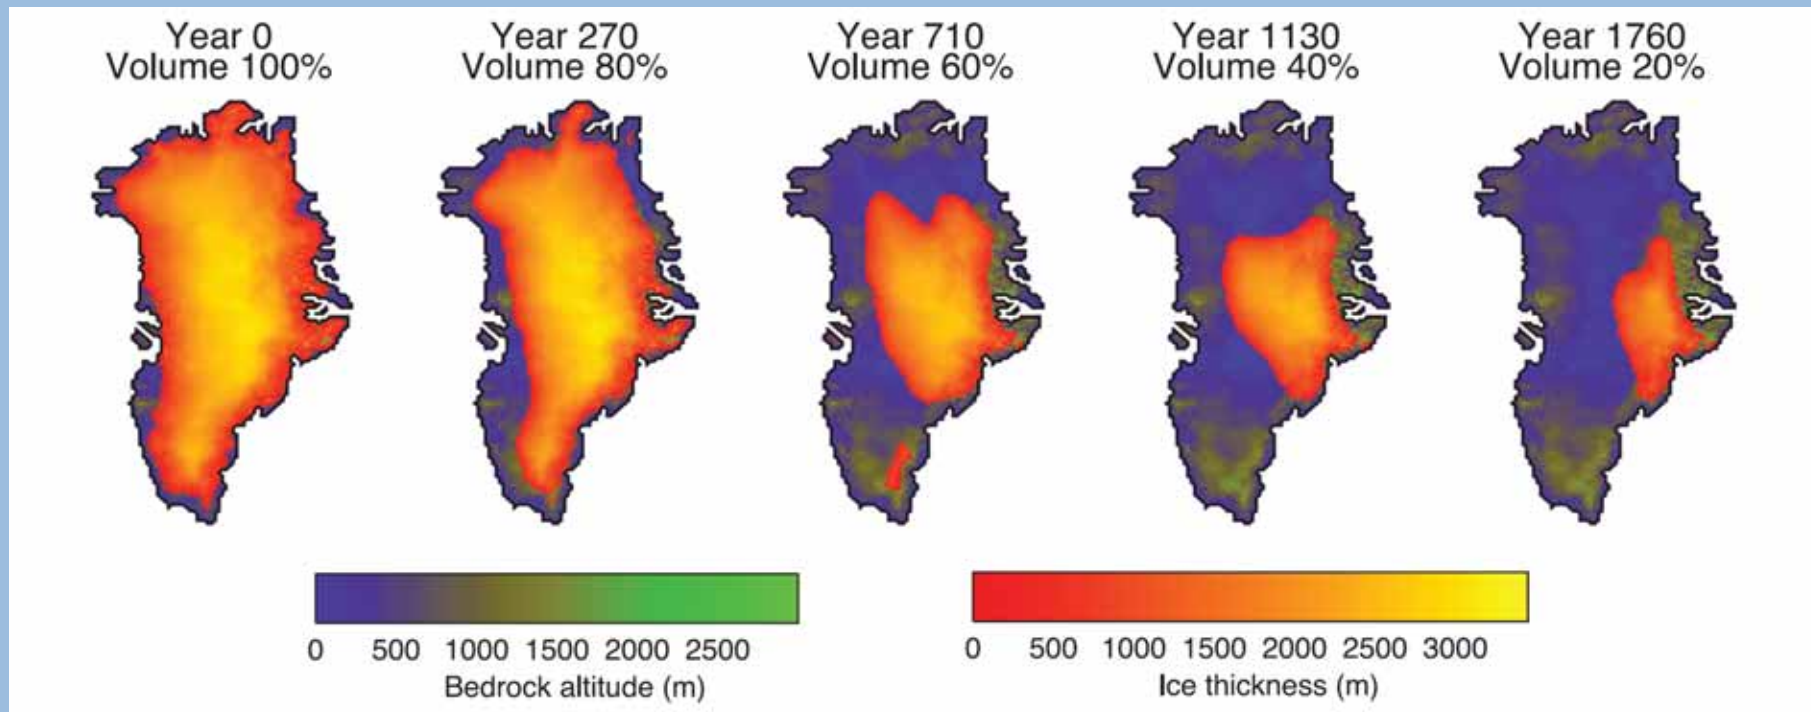 Year 0
Volume 100%
Year 270
Volume 80%
Year 710
Volume 60%
Year 1130
Volume 40%
Year 1760
Volume 20%
0 500 1000 1500 2000 2500
Bedrock altitude (m)
0 500 1000 1500 2000 2500 3000
Ice thickness (m)